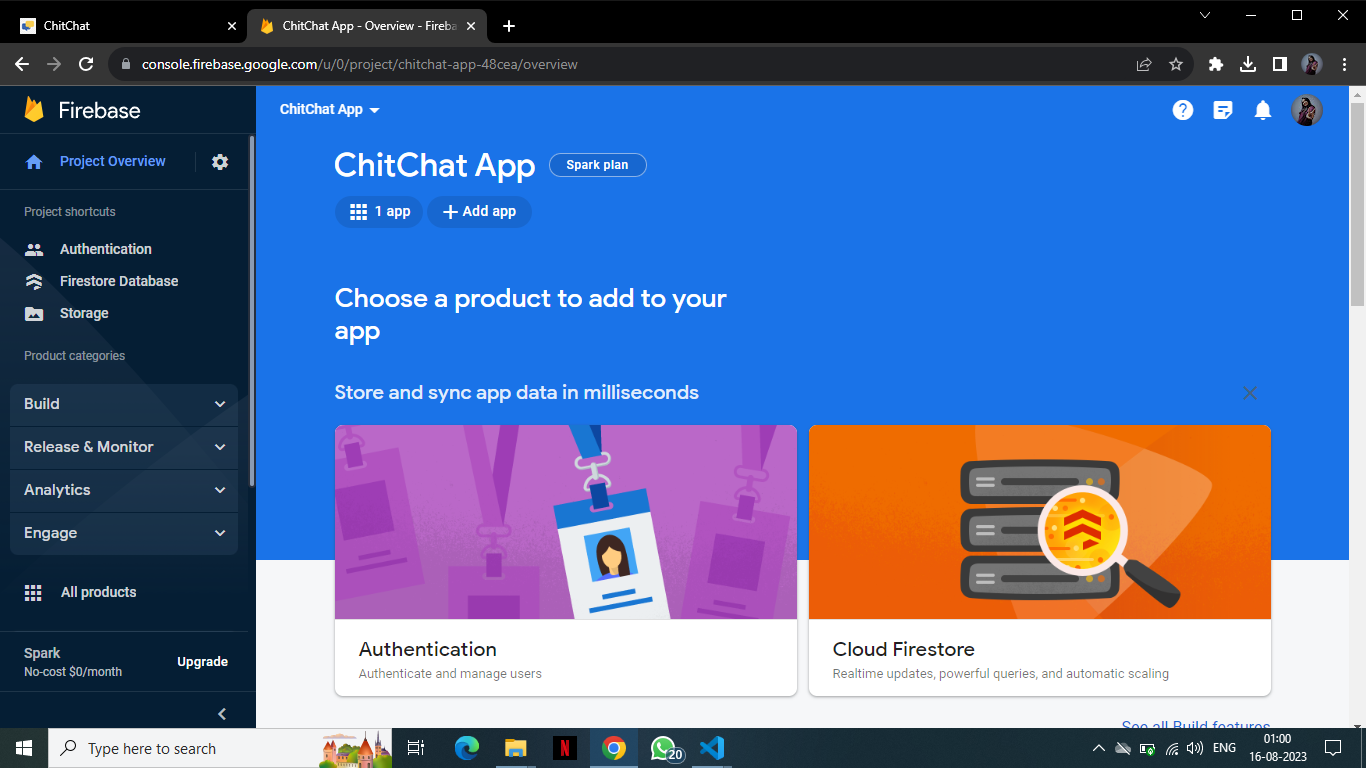 ChitChat
ChitChat App - Overview - Fireba
console.firebase.google.com/u/0/project/chitchat-app-48cea/overview
Firebase
ChitChat App
Project Overview
ChitChat App
Spark plan
1 app
Add app
Project shortcuts
Authentication
Firestore Database
Storage
Choose a product to add to your
app
Product categories
Store and sync app data in milliseconds
Build
Release & Monitor
Analytics
Engage
All products
Authentication
Authenticate and manage users
Cloud Firestore
Realtime updates, powerful queries, and automatic scaling
Spark
No-cost $0/month
Upgrade
See all Build features
Type here to search
20
ENG
01:00
16-08-2023